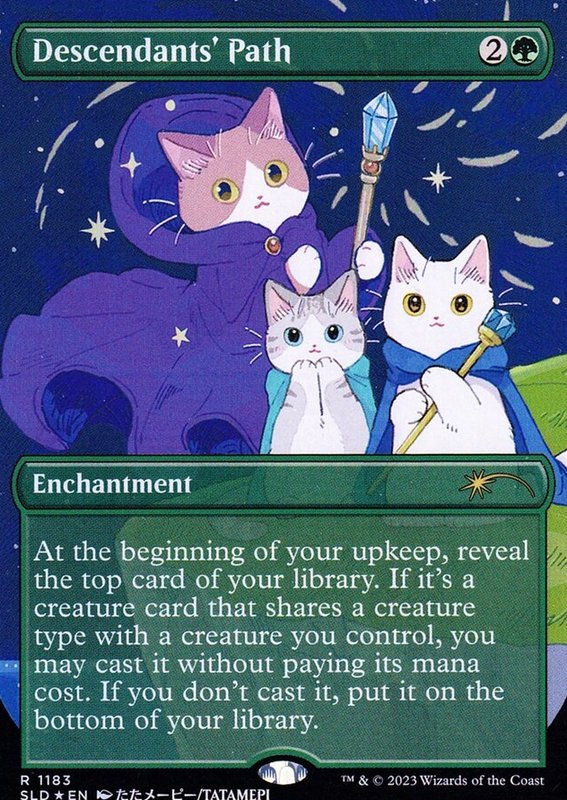 Descendants' Path 2
Enchantment
At the beginning of your upkeep, reveal
the top card of your library. If it's a
creature card that shares a creature
type with a creature you control, you
may cast it without paying its mana
cost. If you don't cast it, put it on the
bottom of your library.
R 1183
SLD★EN たたメーピー/TATAMEPI
™ & © 2023 Wizards of the Coast